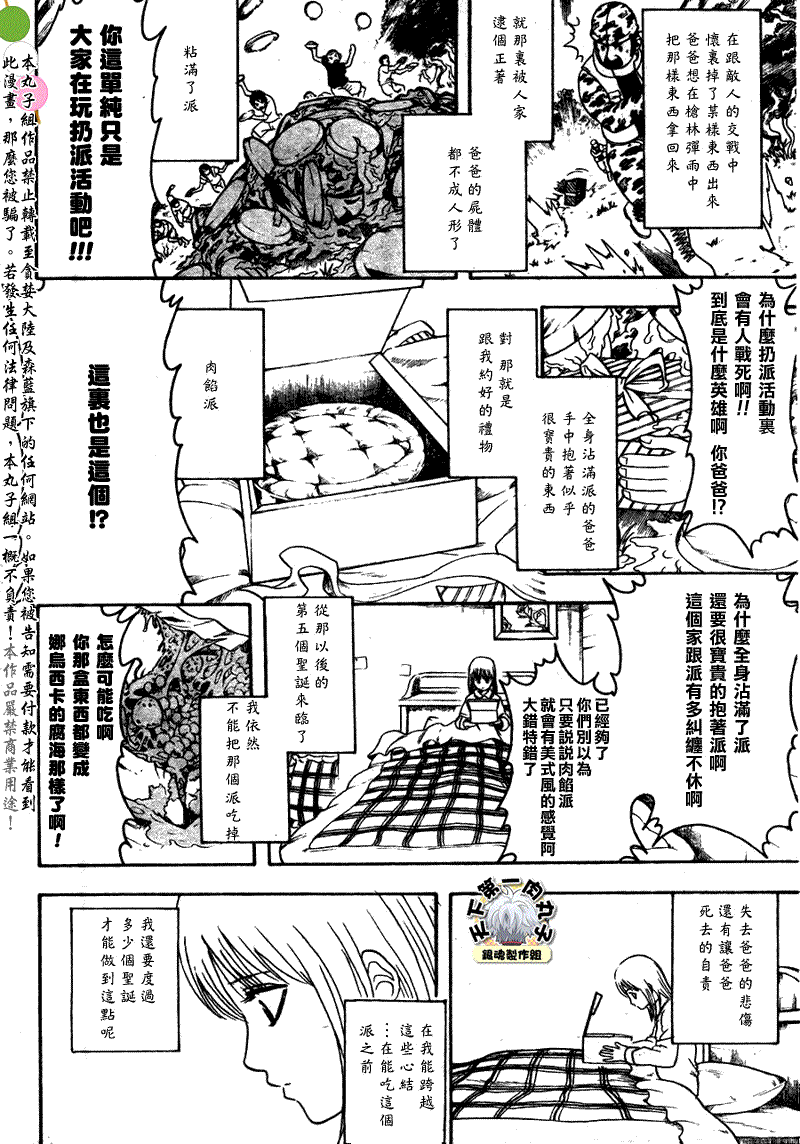 在跟敵人的交戰中
懷裏掉了某樣東西出來
爸爸想在槍林彈雨中
把那樣東西拿回來
就那裏被人家
逮個正著
爸爸的屍體
都不成人形了
粘滿了派
你這單純只是
大家在玩扔派活動吧!!!
為什麼扔派活動裏
會有人戰死啊!!
到底是什麼英雄啊 你爸爸!?
全身沾滿派的爸爸
手中抱著似乎
很寶貴的東西
對 那就是
跟我約好的禮物
肉餡派
這裏也是這個!?
為什麼全身沾滿了派
還要很寶貴的抱著派啊
這個家跟派有多糾纏不休啊
已經夠了
你們別以為
只要說說肉餡派
就會有美式風的感覺阿
大錯特錯了
從那以後的
第五個聖誕來臨了
我依然
不能把那個派吃掉
怎麼可能吃啊
你那盒東西都變成
娜烏西卡的腐海那樣了啊!
失去爸爸的悲傷
還有讓爸爸
死去的自責
在我能跨越
這些心結
…在能吃這個
派之前
我還要度過
多少個聖誕
才能做到這點呢
天下第一肉丸子
銀魂製作組
本丸子組作品禁止轉載至貪婪大陸及森藍旗下的任何網站。如果您被告知需要付款才能看到
此漫畫，那麼您被騙了。若發生任何法律問題，本丸子組一概不負責！本作品嚴禁商業用途！